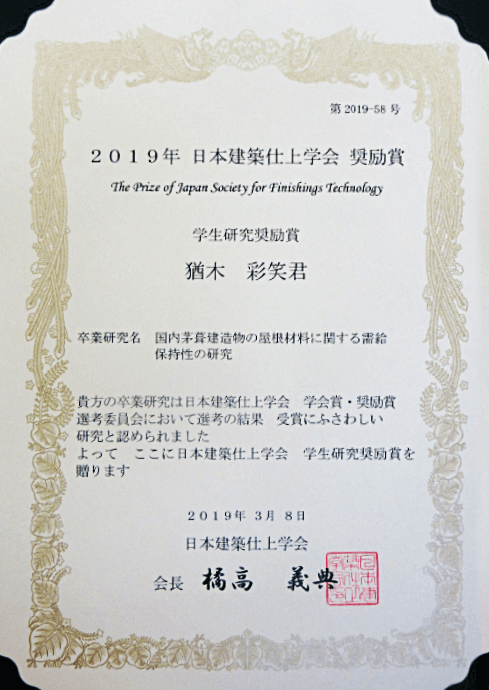 第2019-58号
2019年 日本建築仕上学会 奨励賞
The Prize of Japan Society for Finishings Technology
学生研究奨励賞
猶木 彩笑君
卒業研究名 国内茅葺建造物の屋根材料に関する需給
保持性の研究
貴方の卒業研究は日本建築仕上学会 学会賞・奨励賞
選考委員会において選考の結果 受賞にふさわしい
研究と認められました
よって ここに日本建築仕上学会 学生研究奨励賞を
贈ります
2019年 3月 8日
日本建築仕上学会
会長 橘高 義典